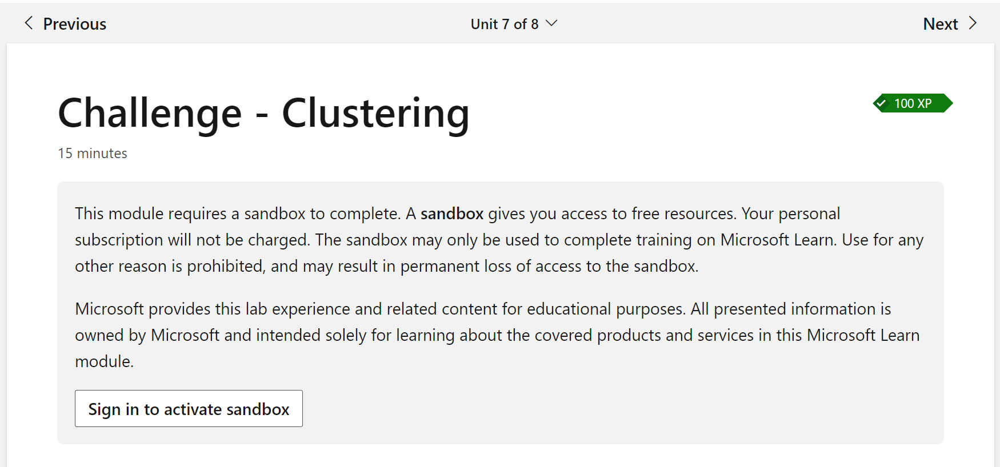 Previous
Unit 7 of 8
Next
Challenge - Clustering
100 XP
15 minutes
This module requires a sandbox to complete. A sandbox gives you access to free resources. Your personal
subscription will not be charged. The sandbox may only be used to complete training on Microsoft Learn. Use for any
other reason is prohibited, and may result in permanent loss of access to the sandbox.
Microsoft provides this lab experience and related content for educational purposes. All presented information is
owned by Microsoft and intended solely for learning about the covered products and services in this Microsoft Learn
module.
Sign in to activate sandbox